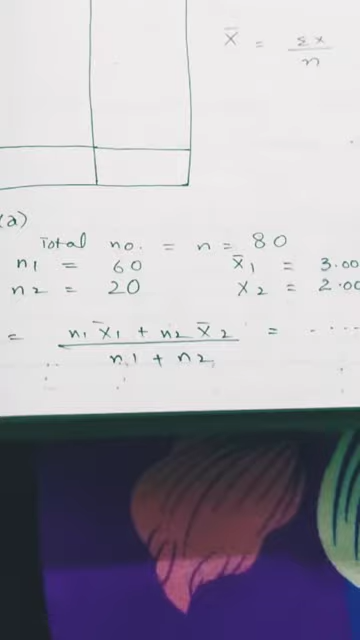 X̄ = Σx / n
(a)
Total no. = n = 80
n1 = 60 X̄1 = 3.00
n2 = 20 X2 = 2.00
= n1 X̄1 + n2 X̄2 / n1 + n2 = .....